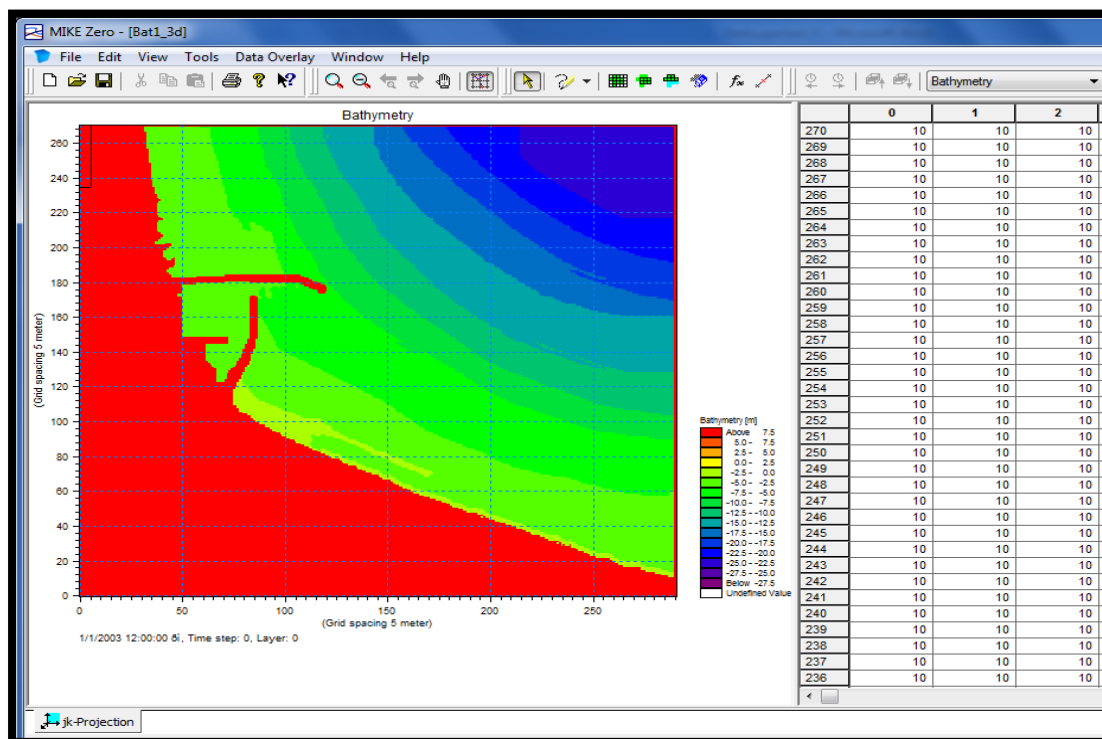 MIKE Zero - [Bat1_3d]
File Edit View Tools Data Overlay Window Help
Bathymetry
Bathymetry
260
240
220
200
180
160
140
120
100
80
60
40
20
0
(Grid spacing 5 meter)
0 50 100 150 200 250
(Grid spacing 5 meter)
1/1/2003 12:00:00 δi, Time step: 0, Layer: 0
Bathymetry [m]
Above 7.5
5.0 - 7.5
2.5 - 5.0
0.0 - 2.5
-2.5 - 0.0
-5.0 - -2.5
-7.5 - -5.0
-10.0 - -7.5
-12.5 - -10.0
-15.0 - -12.5
-17.5 - -15.0
-20.0 - -17.5
-22.5 - -20.0
-25.0 - -22.5
-27.5 - -25.0
Below -27.5
Undefined Value
0 1 2
270 10 10 10
269 10 10 10
268 10 10 10
267 10 10 10
266 10 10 10
265 10 10 10
264 10 10 10
263 10 10 10
262 10 10 10
261 10 10 10
260 10 10 10
259 10 10 10
258 10 10 10
257 10 10 10
256 10 10 10
255 10 10 10
254 10 10 10
253 10 10 10
252 10 10 10
251 10 10 10
250 10 10 10
249 10 10 10
248 10 10 10
247 10 10 10
246 10 10 10
245 10 10 10
244 10 10 10
243 10 10 10
242 10 10 10
241 10 10 10
240 10 10 10
239 10 10 10
238 10 10 10
237 10 10 10
236 10 10 10
jk-Projection